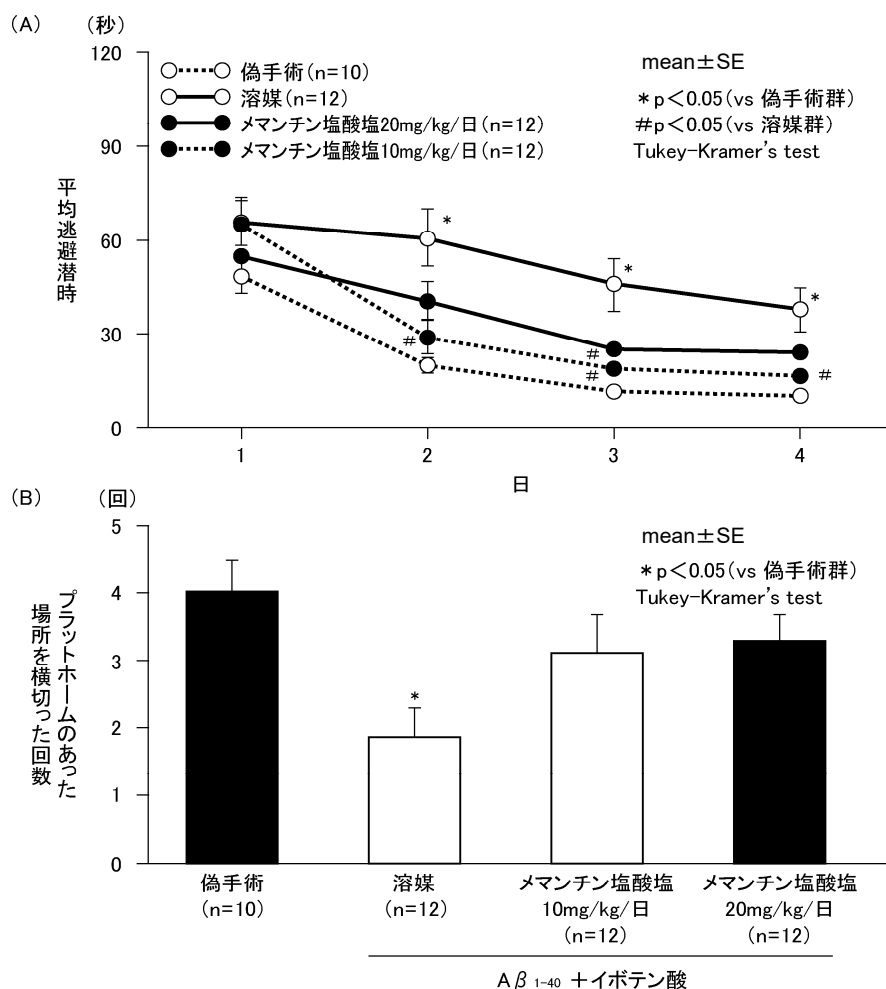 (A)
(秒)
120
90
60
30
0
平均逃避潜時
偽手術(n=10)
溶媒(n=12)
メマンチン塩酸塩20mg/kg/日(n=12)
メマンチン塩酸塩10mg/kg/日(n=12)
mean±SE
*p<0.05(vs 偽手術群)
#p<0.05(vs 溶媒群)
Tukey-Kramer's test
*
*
*
#
#
#
#
1
2
3
4
日
(B)
(回)
5
4
3
2
1
0
プラットホームのあった
場所を横切った回数
mean±SE
*p<0.05(vs 偽手術群)
Tukey-Kramer's test
*
偽手術
(n=10)
溶媒
(n=12)
メマンチン塩酸塩
10mg/kg/日
(n=12)
メマンチン塩酸塩
20mg/kg/日
(n=12)
Aβ1-40 +イボテン酸